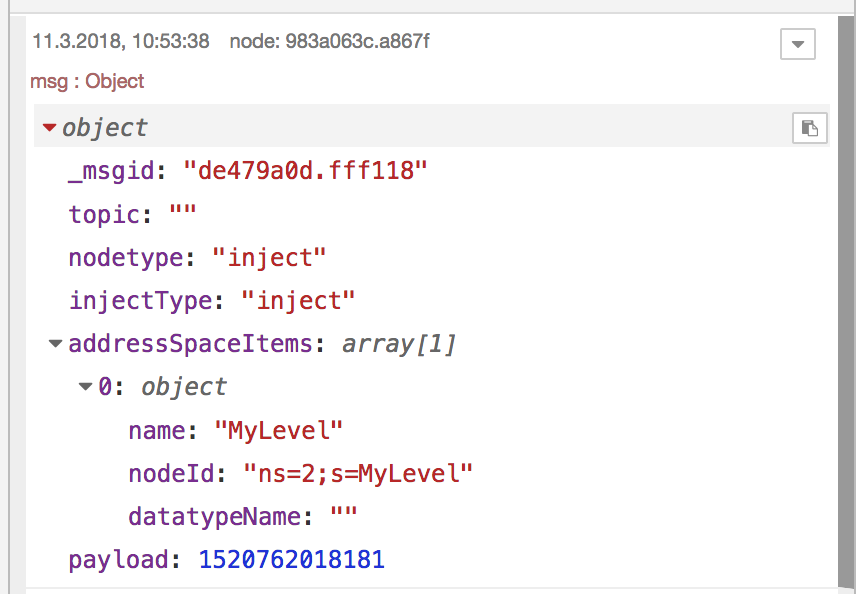 11.3.2018, 10:53:38 node: 983a063c.a867f
msg : Object
object
_msgid: "de479a0d.fff118"
topic: ""
nodetype: "inject"
injectType: "inject"
addressSpaceItems: array[1]
0: object
name: "MyLevel"
nodeId: "ns=2;s=MyLevel"
datatypeName: ""
payload: 1520762018181